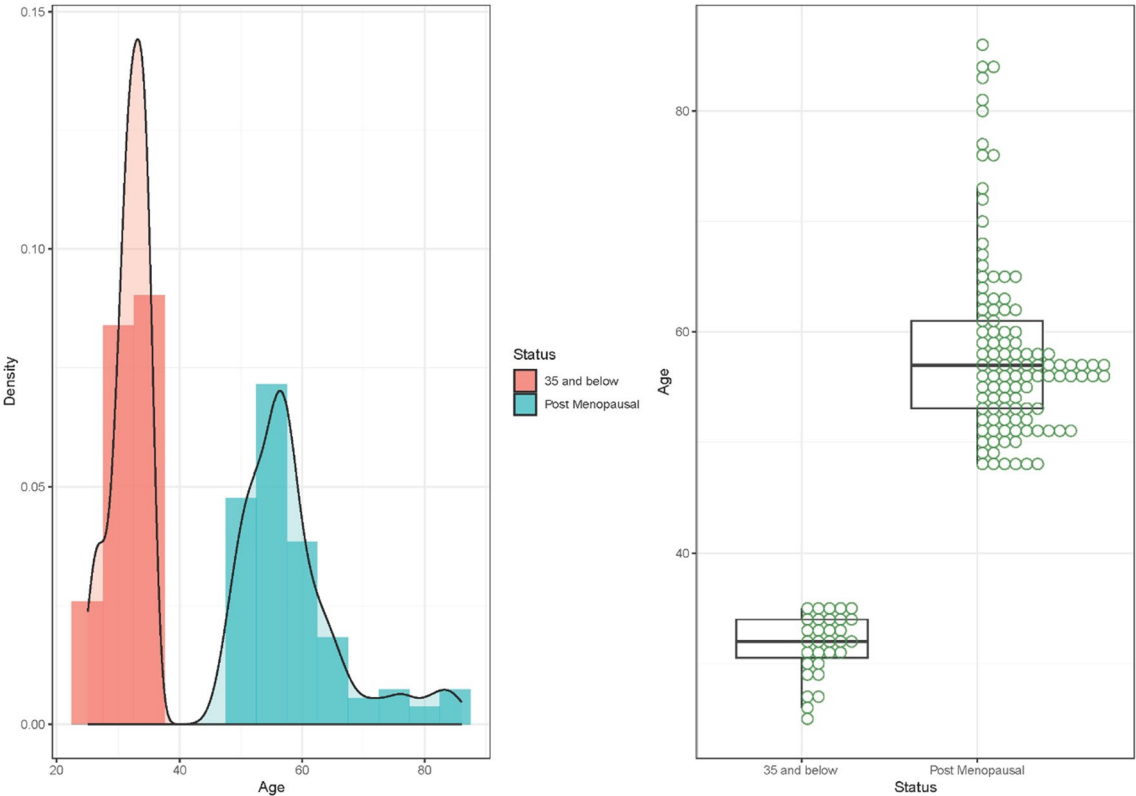 0.15
0.10
0.05
0.00
Density
20 40 60 80
Age
Status
35 and below
Post Menopausal
80
60
40
Age
35 and below Post Menopausal
Status